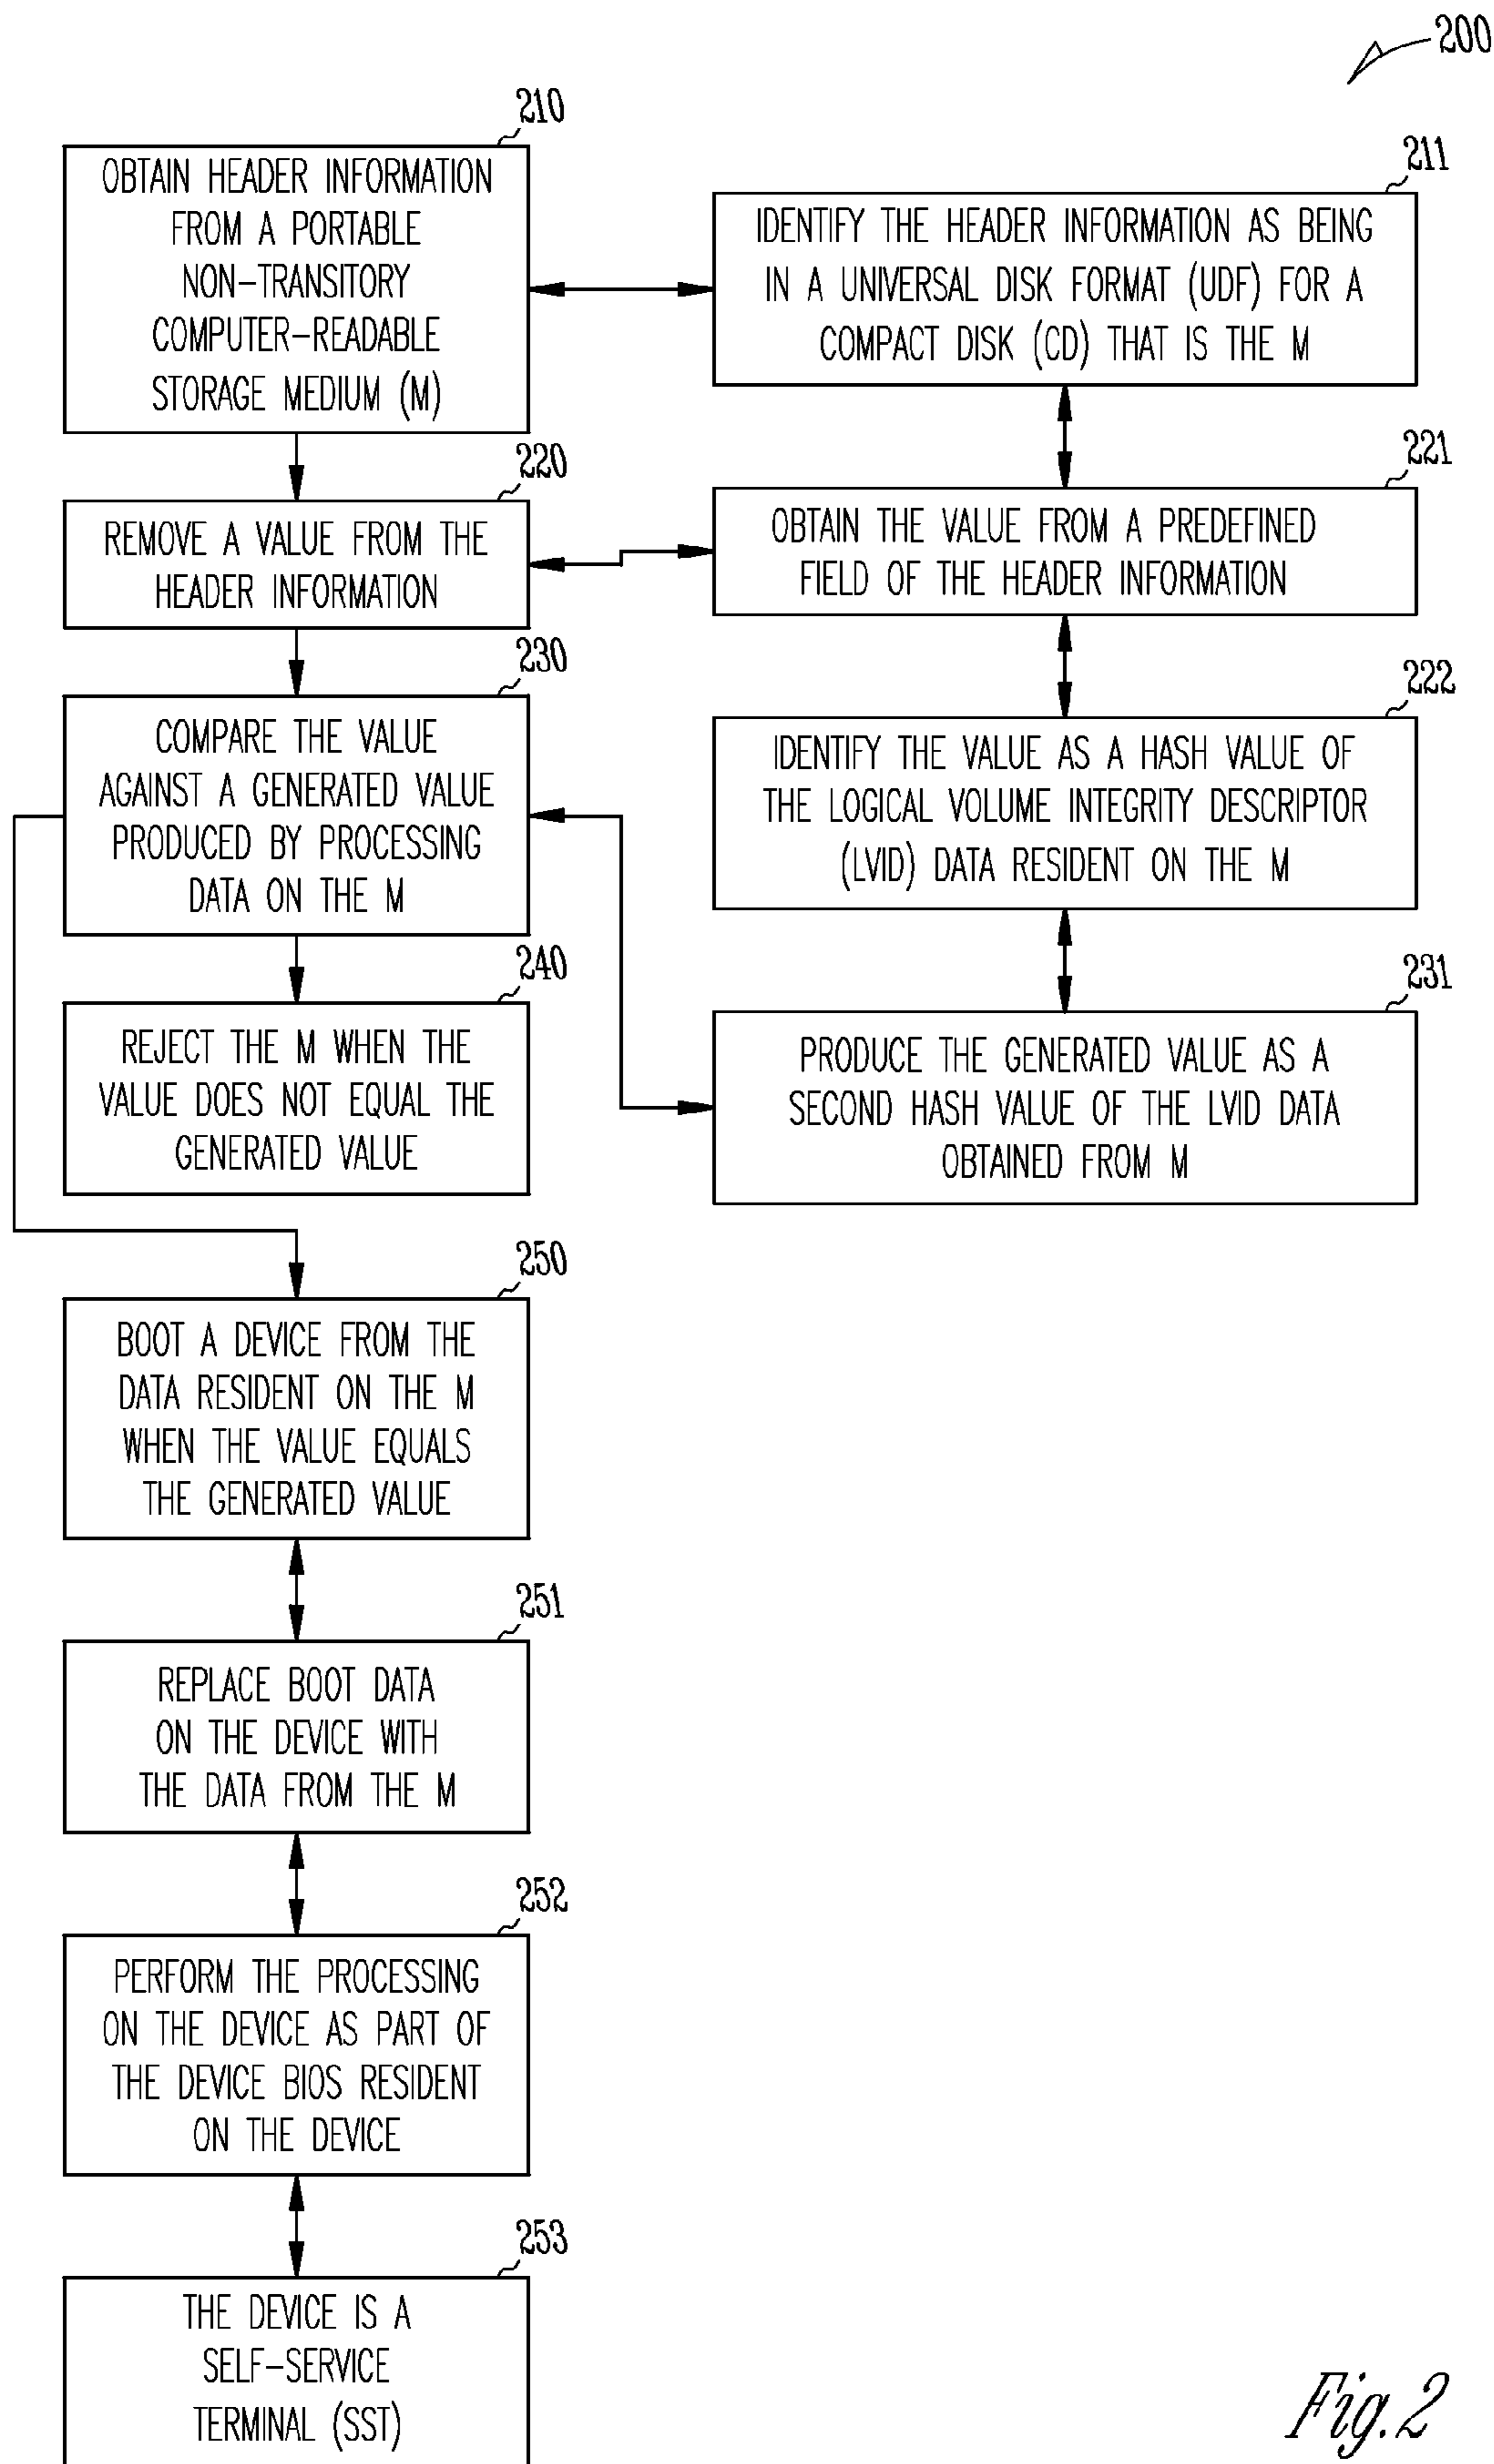 200
210
OBTAIN HEADER INFORMATION
FROM A PORTABLE
NON-TRANSITORY
COMPUTER-READABLE
STORAGE MEDIUM (M)
211
IDENTIFY THE HEADER INFORMATION AS BEING
IN A UNIVERSAL DISK FORMAT (UDF) FOR A
COMPACT DISK (CD) THAT IS THE M
220
REMOVE A VALUE FROM THE
HEADER INFORMATION
221
OBTAIN THE VALUE FROM A PREDEFINED
FIELD OF THE HEADER INFORMATION
230
COMPARE THE VALUE
AGAINST A GENERATED VALUE
PRODUCED BY PROCESSING
DATA ON THE M
222
IDENTIFY THE VALUE AS A HASH VALUE OF
THE LOGICAL VOLUME INTEGRITY DESCRIPTOR
(LVID) DATA RESIDENT ON THE M
240
REJECT THE M WHEN THE
VALUE DOES NOT EQUAL THE
GENERATED VALUE
231
PRODUCE THE GENERATED VALUE AS A
SECOND HASH VALUE OF THE LVID DATA
OBTAINED FROM M
250
BOOT A DEVICE FROM THE
DATA RESIDENT ON THE M
WHEN THE VALUE EQUALS
THE GENERATED VALUE
251
REPLACE BOOT DATA
ON THE DEVICE WITH
THE DATA FROM THE M
252
PERFORM THE PROCESSING
ON THE DEVICE AS PART OF
THE DEVICE BIOS RESIDENT
ON THE DEVICE
253
THE DEVICE IS A
SELF-SERVICE
TERMINAL (SST)
Fig.2